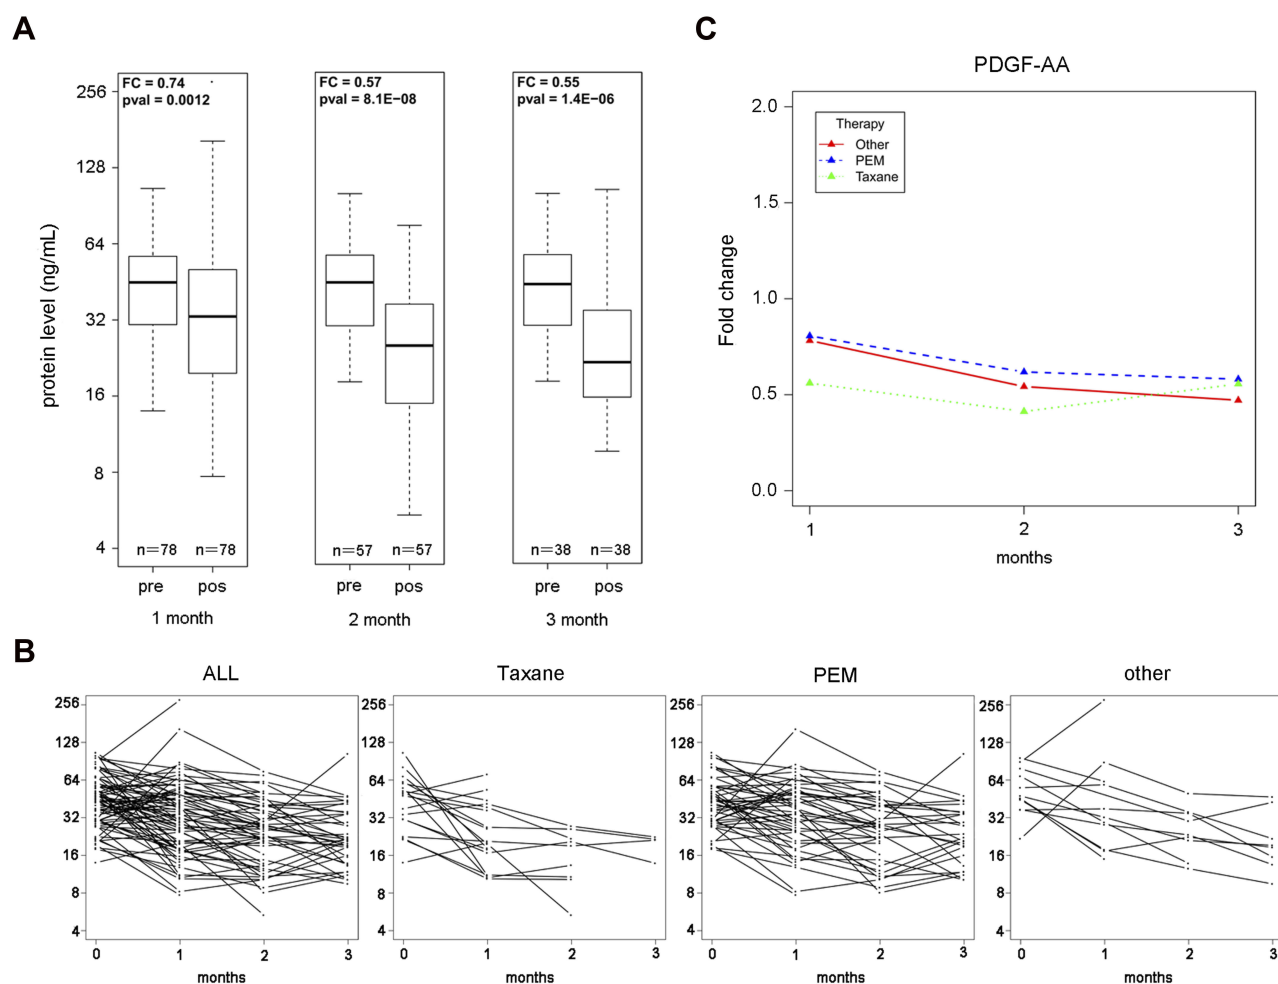 A
FC = 0.74
pval = 0.0012
FC = 0.57
pval = 8.1E−08
FC = 0.55
pval = 1.4E−06
protein level (ng/mL)
256
128
64
32
16
8
4
n=78 n=78
n=57 n=57
n=38 n=38
pre pos
pre pos
pre pos
1 month
2 month
3 month
C
PDGF-AA
Fold change
2.0
1.5
1.0
0.5
0.0
Therapy
Other
PEM
Taxane
1 2 3
months
B
ALL
256
128
64
32
16
8
4
0 1 2 3
months
Taxane
256
128
64
32
16
8
4
0 1 2 3
months
PEM
256
128
64
32
16
8
4
0 1 2 3
months
other
256
128
64
32
16
8
4
0 1 2 3
months